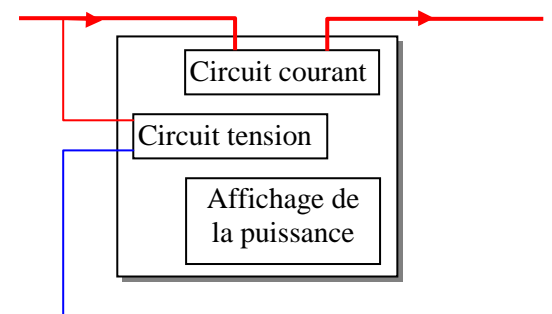 Circuit courant
Circuit tension
Affichage de
la puissance